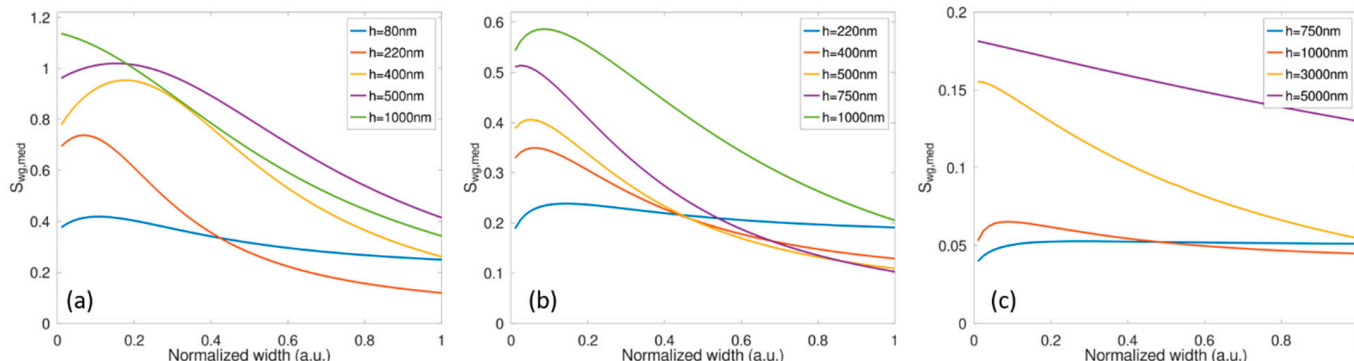 1.2
1
0.8
0.6
0.4
0.2
0
S wg,med
h=80nm
h=220nm
h=400nm
h=500nm
h=1000nm
(a)
0 0.2 0.4 0.6 0.8 1
Normalized width (a.u.)
0.6
0.5
0.4
0.3
0.2
0.1
0
S wg,med
h=220nm
h=400nm
h=500nm
h=750nm
h=1000nm
(b)
0 0.2 0.4 0.6 0.8 1
Normalized width (a.u.)
0.2
0.15
0.1
0.05
0
S wg,med
h=750nm
h=1000nm
h=3000nm
h=5000nm
(c)
0 0.2 0.4 0.6 0.8
Normalized width (a.u.)